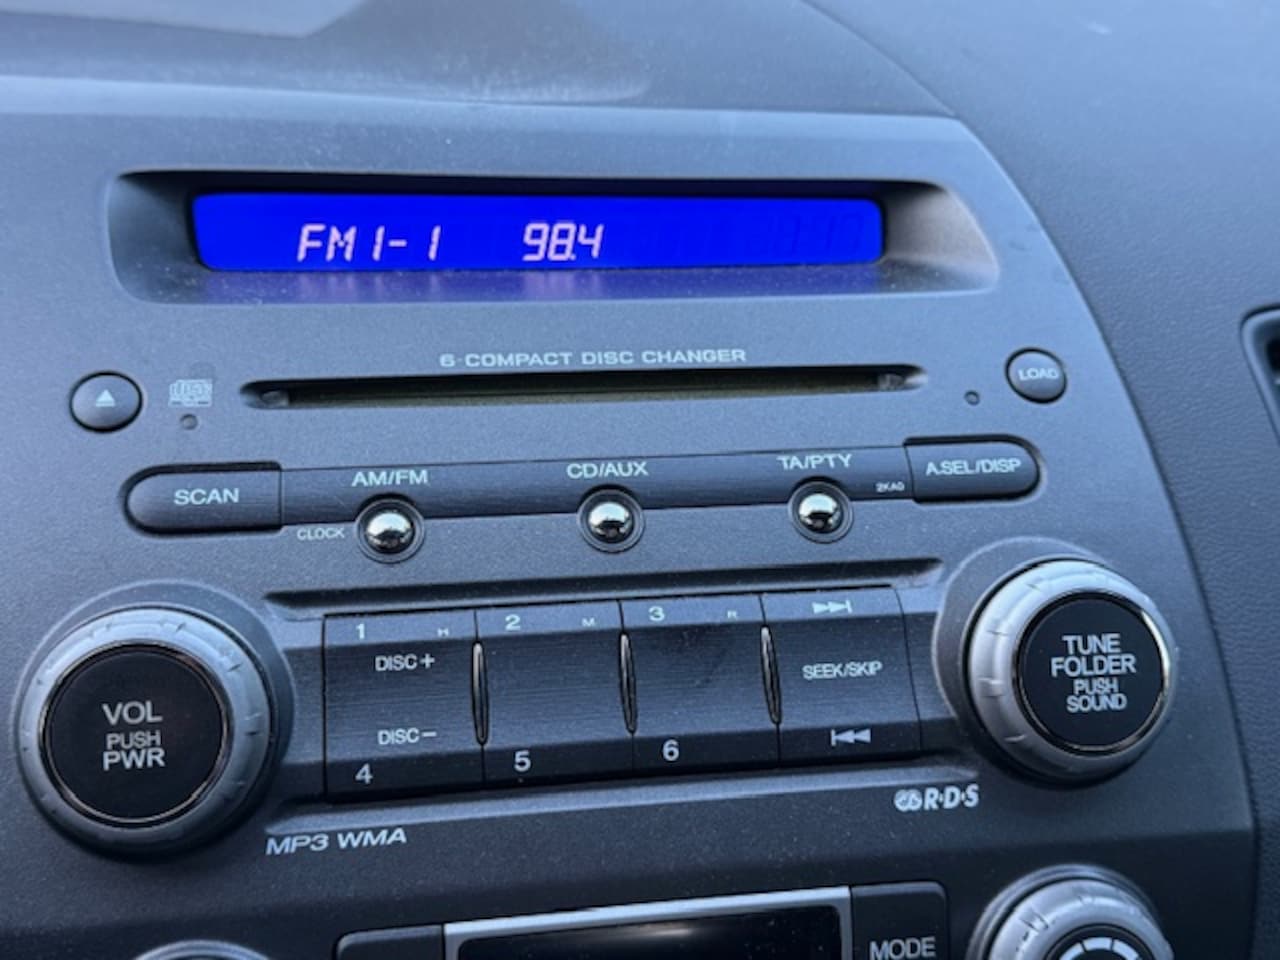 FM1-1 98.4
6-COMPACT DISC CHANGER
LOAD
SCAN
AM/FM
CD/AUX
TA/PTY
A.SEL/DISP
CLOCK
2KA0
1 H
2 M
3 R
DISC+
SEEK/SKIP
DISC-
4
5
6
VOL
PUSH
PWR
TUNE
FOLDER
PUSH
SOUND
R·D·S
MP3 WMA
MODE